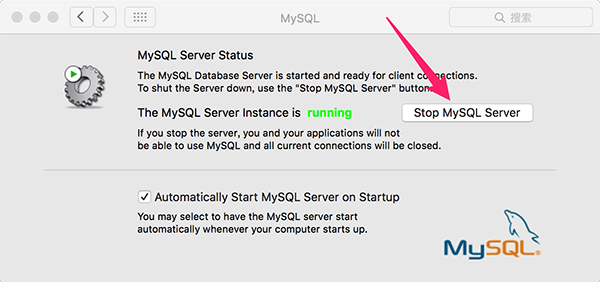 MySQL
搜索
MySQL Server Status
The MySQL Database Server is started and ready for client connections.
To shut the Server down, use the "Stop MySQL Server" button.
The MySQL Server Instance is running
Stop MySQL Server
If you stop the server, you and your applications will not
be able to use MySQL and all current connections will be closed.
Automatically Start MySQL Server on Startup
You may select to have the MySQL server start
automatically whenever your computer starts up.
MySQL®